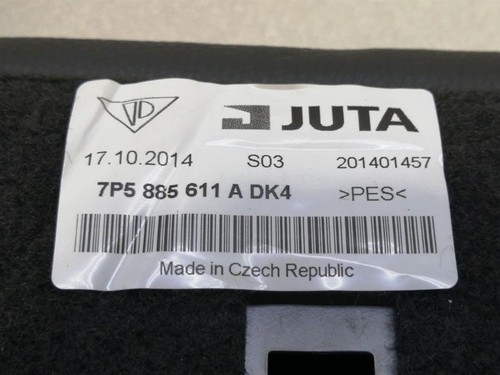 VD JUTA
17.10.2014 S03 201401457
7P5 885 611 A DK4 >PES<
Made in Czech Republic